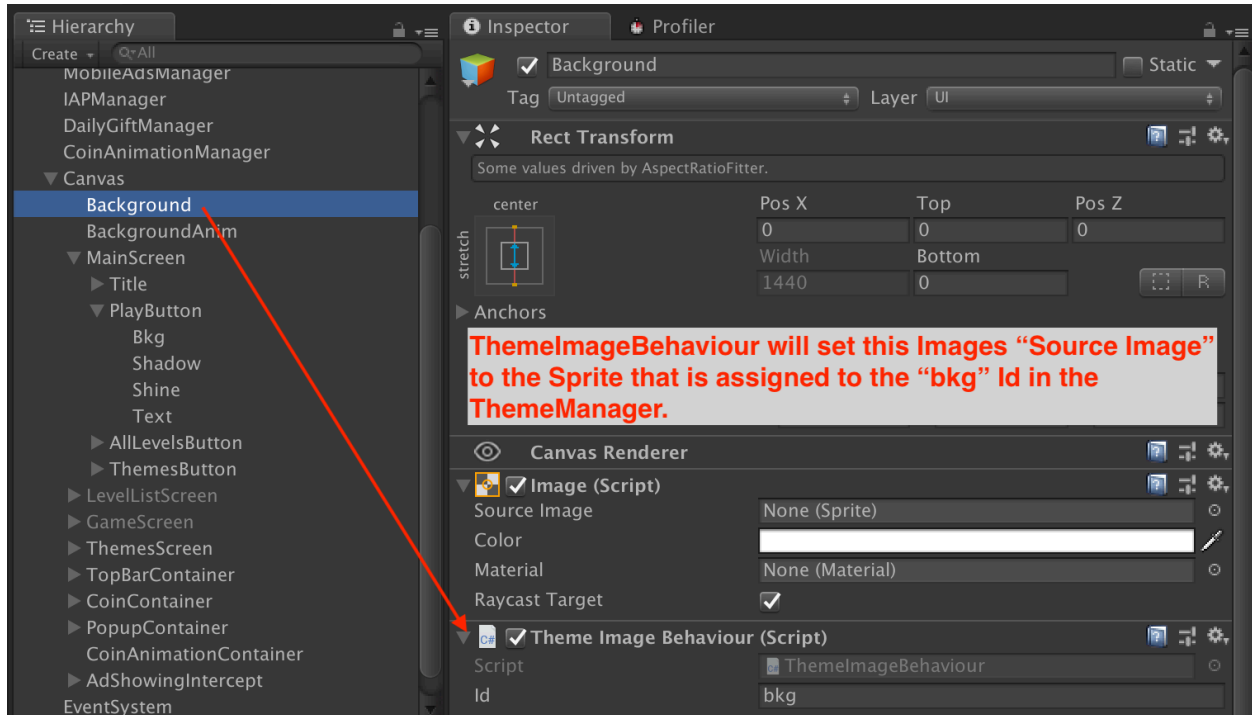 Hierarchy
Create
All
MobileAdsManager
IAPManager
DailyGiftManager
CoinAnimationManager
Canvas
Background
BackgroundAnim
MainScreen
Title
PlayButton
Bkg
Shadow
Shine
Text
AllLevelsButton
ThemesButton
LevelListScreen
GameScreen
ThemesScreen
TopBarContainer
CoinContainer
PopupContainer
CoinAnimationContainer
AdShowingIntercept
EventSystem
Inspector Profiler
Background Static
Tag Untagged Layer UI
Rect Transform
Some values driven by AspectRatioFitter.
center Pos X Top Pos Z
stretch 0 0 0
Width Bottom
1440 0 R
Anchors
ThemeImageBehaviour will set this Images “Source Image”
to the Sprite that is assigned to the “bkg” Id in the
ThemeManager.
Canvas Renderer
Image (Script)
Source Image None (Sprite)
Color
Material None (Material)
Raycast Target
C# Theme Image Behaviour (Script)
Script ThemeImageBehaviour
Id bkg